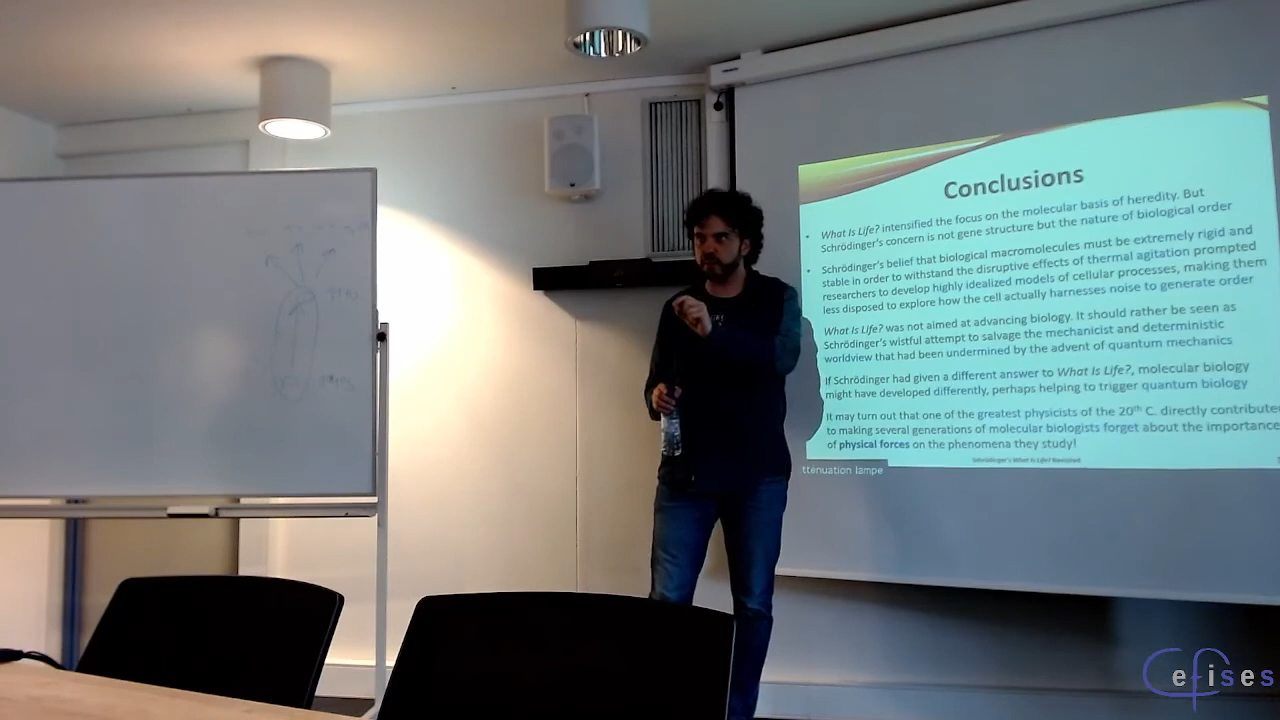 Conclusions
What Is Life? intensified the focus on the molecular basis of heredity. But
Schrödinger's concern is not gene structure but the nature of biological order
Schrödinger's belief that biological macromolecules must be extremely rigid and
stable in order to withstand the disruptive effects of thermal agitation prompted
researchers to develop highly idealized models of cellular processes, making them
less disposed to explore how the cell actually harnesses noise to generate order
What Is Life? was not aimed at advancing biology. It should rather be seen as
Schrödinger's wistful attempt to salvage the mechanicist and deterministic
worldview that had been undermined by the advent of quantum mechanics
If Schrödinger had given a different answer to What Is Life?, molecular biology
might have developed differently, perhaps helping to trigger quantum biology
It may turn out that one of the greatest physicists of the 20th C. directly contribute
to making several generations of molecular biologists forget about the importance
of physical forces on the phenomena they study!
Schrödinger's What Is Life? Revisited
ttenuation lampe
Cefises